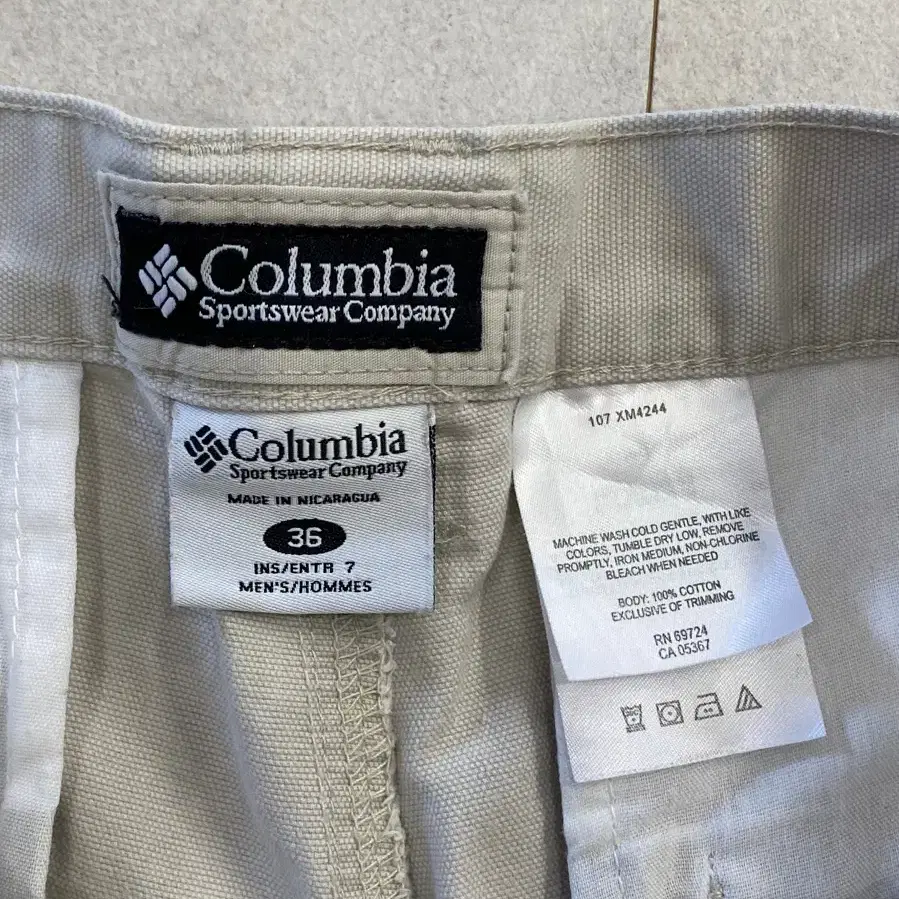 Columbia
Sportswear Company
Columbia
Sportswear Company
MADE IN NICARAGUA
36
INS/ENTR 7
MEN'S/HOMMES
107 XM4244
MACHINE WASH COLD GENTLE, WITH LIKE
COLORS, TUMBLE DRY LOW, REMOVE
PROMPTLY, IRON MEDIUM, NON-CHLORINE
BLEACH WHEN NEEDED
BODY: 100% COTTON
EXCLUSIVE OF TRIMMING
RN 69724
CA 05367